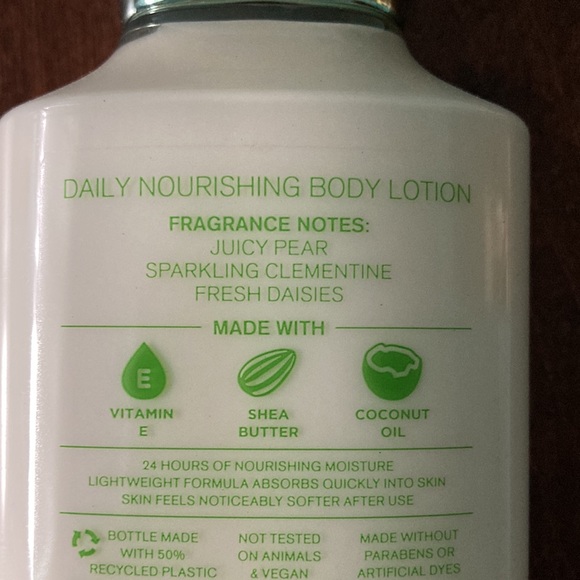 DAILY NOURISHING BODY LOTION
FRAGRANCE NOTES:
JUICY PEAR
SPARKLING CLEMENTINE
FRESH DAISIES
MADE WITH
E
VITAMIN
E
SHEA
BUTTER
COCONUT
OIL
24 HOURS OF NOURISHING MOISTURE
LIGHTWEIGHT FORMULA ABSORBS QUICKLY INTO SKIN
SKIN FEELS NOTICEABLY SOFTER AFTER USE
BOTTLE MADE
WITH 50%
RECYCLED PLASTIC
NOT TESTED
ON ANIMALS
& VEGAN
MADE WITHOUT
PARABENS OR
ARTIFICIAL DYES